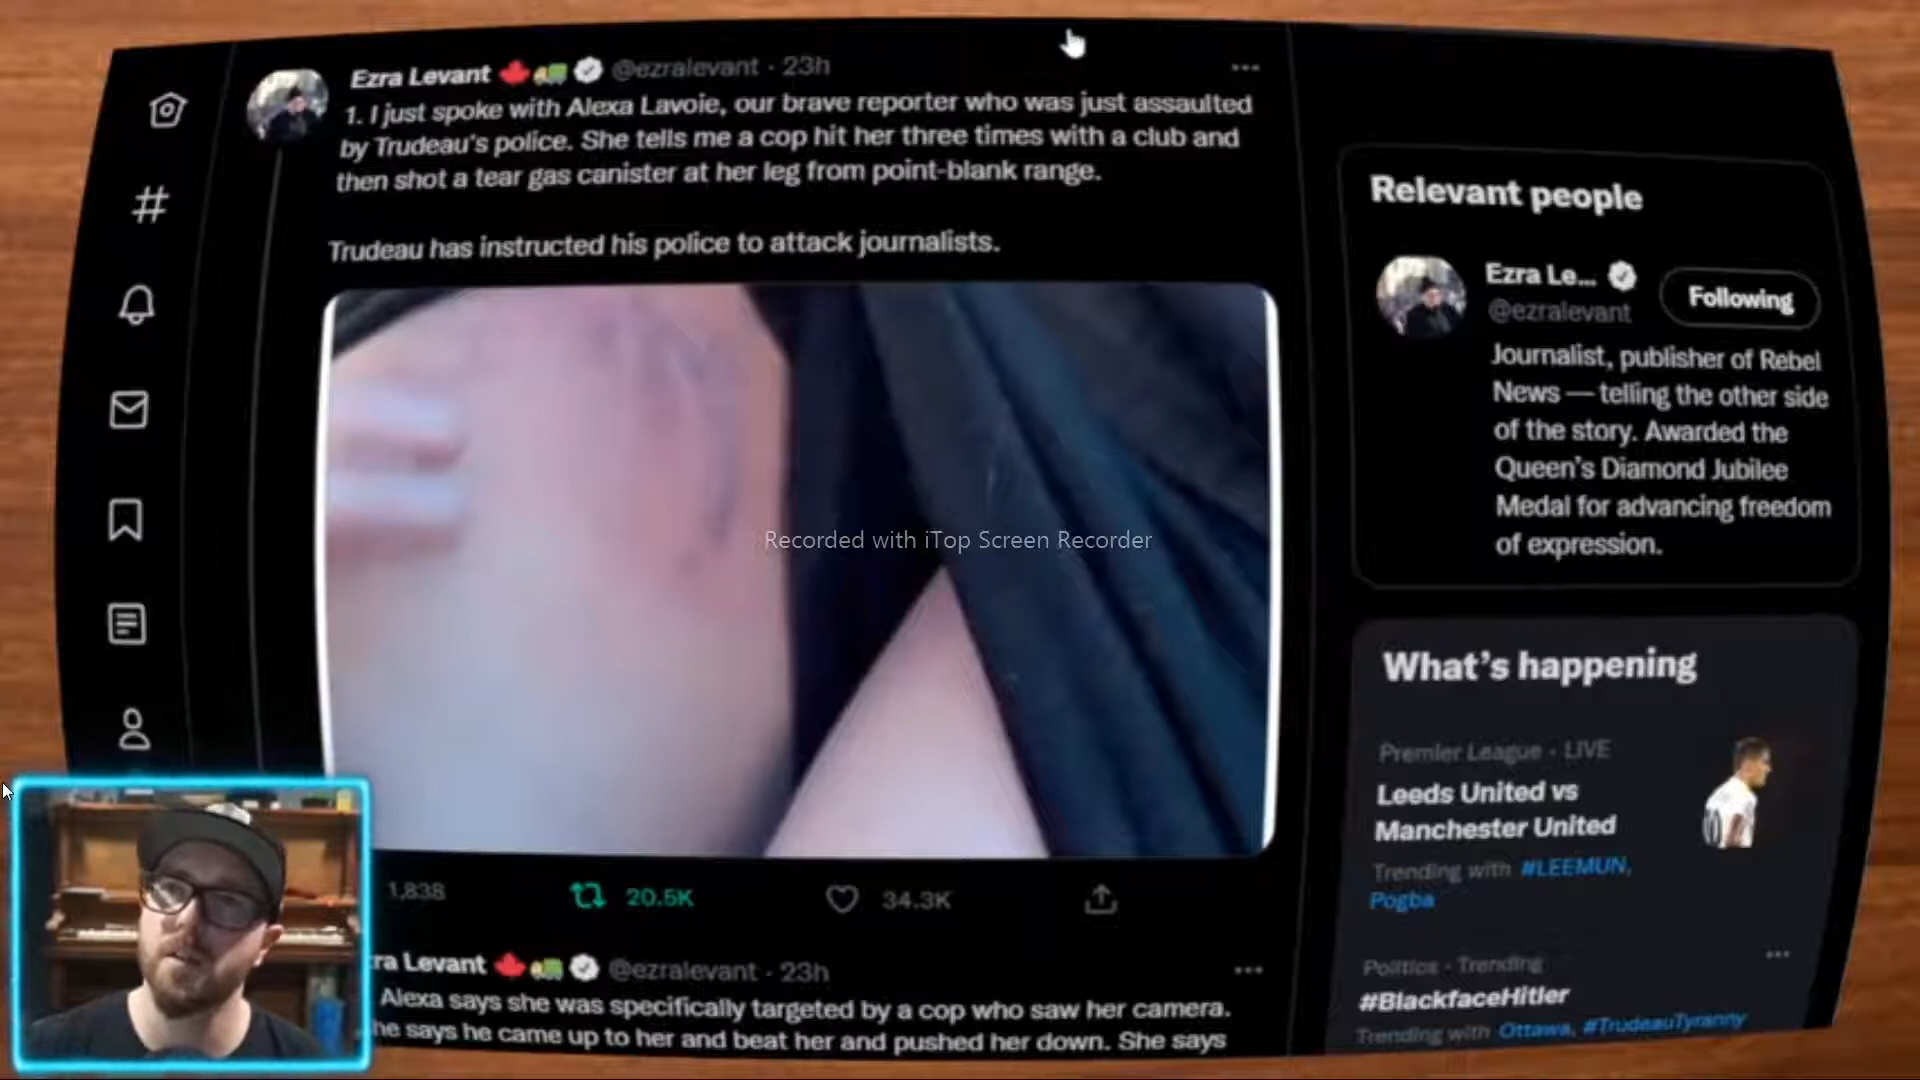 Ezra Levant @ezralevant · 23h
1. I just spoke with Alexa Lavoie, our brave reporter who was just assaulted
by Trudeau's police. She tells me a cop hit her three times with a club and
then shot a tear gas canister at her leg from point-blank range.
Trudeau has instructed his police to attack journalists.
Recorded with iTop Screen Recorder
1,838
20.5K
34.3K
ra Levant @ezralevant · 23h
Alexa says she was specifically targeted by a cop who saw her camera.
he says he came up to her and beat her and pushed her down. She says
Relevant people
Ezra Le...
@ezralevant
Following
Journalist, publisher of Rebel
News — telling the other side
of the story. Awarded the
Queen's Diamond Jubilee
Medal for advancing freedom
of expression.
What's happening
Premier League · LIVE
Leeds United vs
Manchester United
Trending with #LEEMUN,
Pogba
Politics · Trending
#BlackfaceHitler
Trending with Ottawa, #TrudeauTyranny